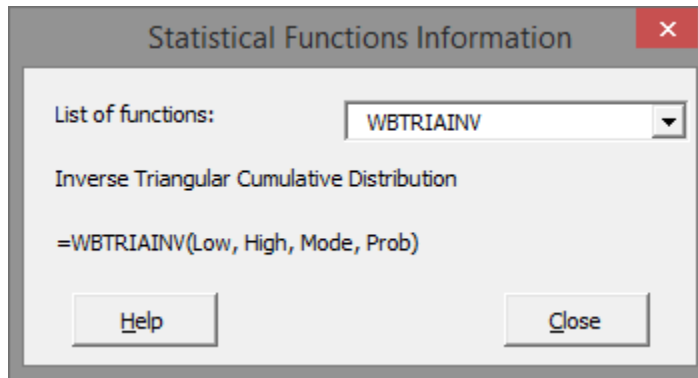 Statistical Functions Information
List of functions: WBTRIAINV
Inverse Triangular Cumulative Distribution
=WBTRIAINV(Low, High, Mode, Prob)
Help Close